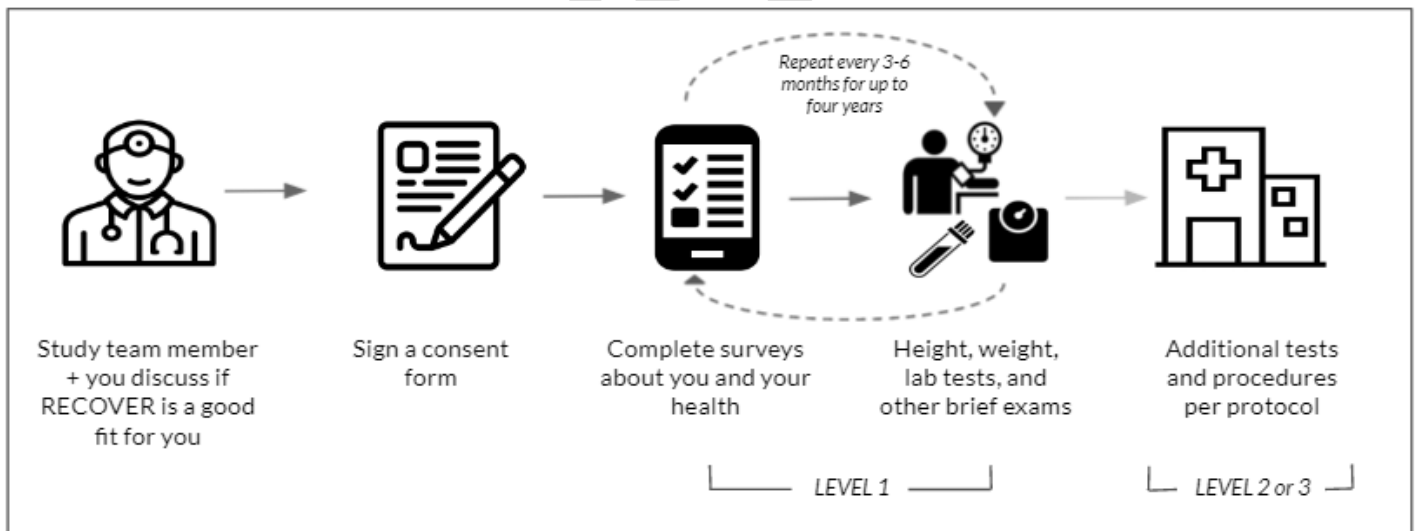 Repeat every 3-6
months for up to
four years
Study team member
+ you discuss if
RECOVER is a good
fit for you
Sign a consent
form
Complete surveys
about you and your
health
Height, weight,
lab tests, and
other brief exams
Additional tests
and procedures
per protocol
LEVEL 1
LEVEL 2 or 3